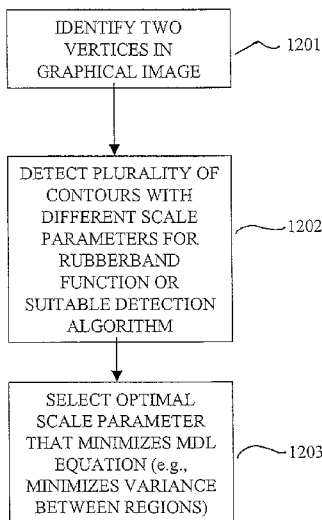 IDENTIFY TWO
VERTICES IN
GRAPHICAL IMAGE
1201
DETECT PLURALITY OF
CONTOURS WITH
DIFFERENT SCALE
PARAMETERS FOR
RUBBERBAND
FUNCTION OR
SUITABLE DETECTION
ALGORITHM
1202
SELECT OPTIMAL
SCALE PARAMETER
THAT MINIMIZES MDL
EQUATION (e.g.,
MINIMIZES VARIANCE
BETWEEN REGIONS)
1203